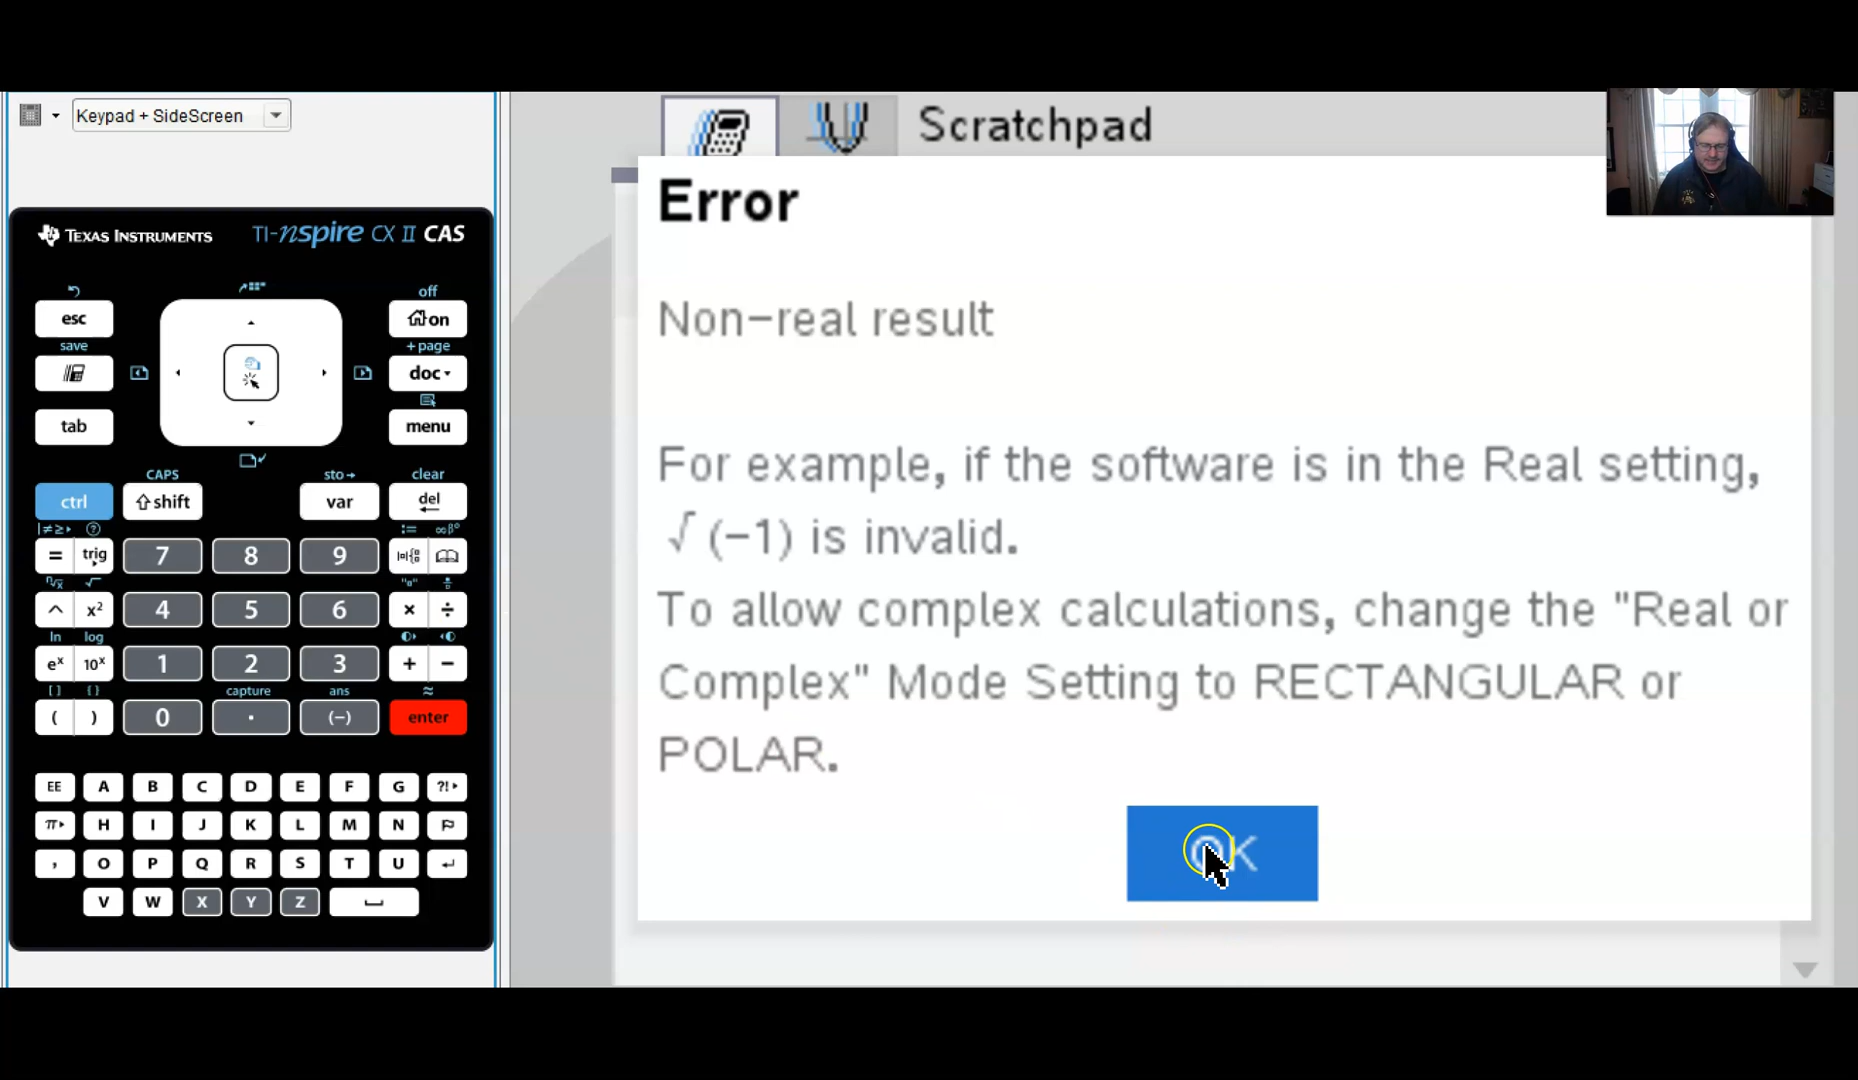 Keypad + SideScreen
Scratchpad
Error
Non-real result
For example, if the software is in the Real setting,
√ (-1) is invalid.
To allow complex calculations, change the "Real or
Complex" Mode Setting to RECTANGULAR or
POLAR.
OK
TEXAS INSTRUMENTS TI-nspire CX II CAS
off
esc on
save + page
doc
tab menu
CAPS sto→ clear
ctrl shift var del
|≠≥▸ ? := ∞β°
= trig 7 8 9
ⁿ√x √ "□" 
^ x² 4 5 6 × ÷
ln log
eˣ 10ˣ 1 2 3 + −
[ ] { } capture ans ≈
( ) 0 . (−) enter
EE A B C D E F G ?!▸
π▸ H I J K L M N
, O P Q R S T U
V W X Y Z